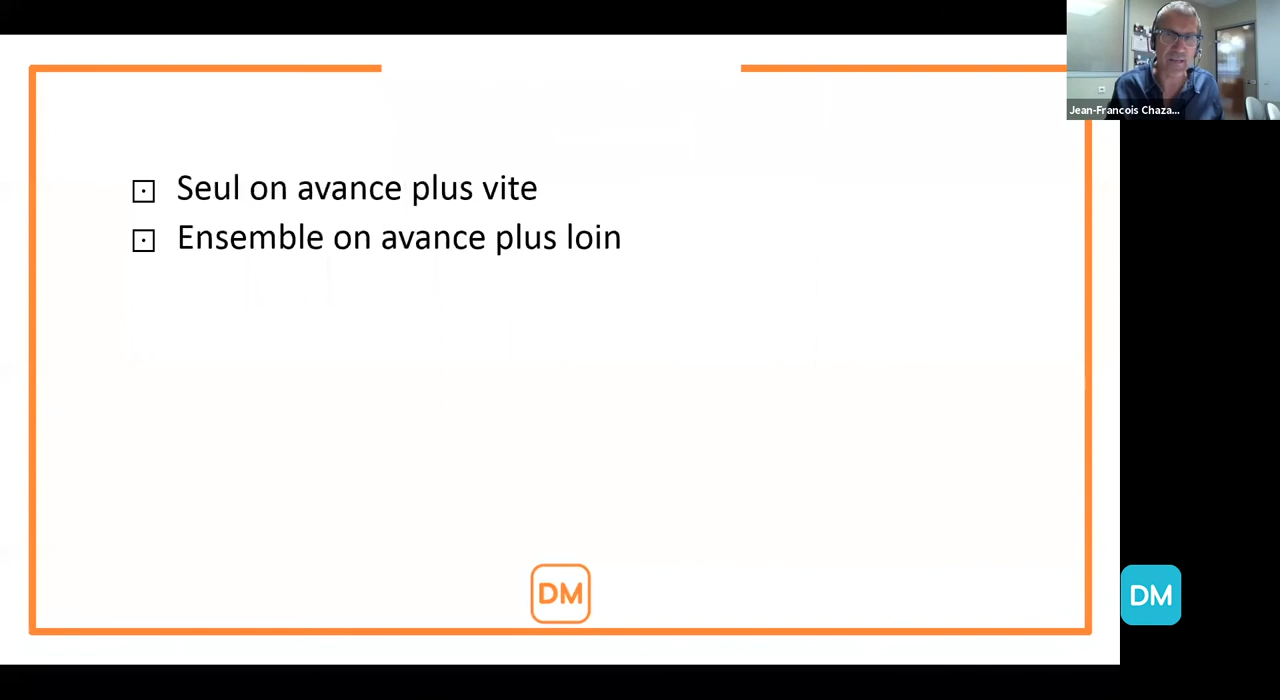 Jean-Francois Chaza...
Seul on avance plus vite
Ensemble on avance plus loin
DM
DM